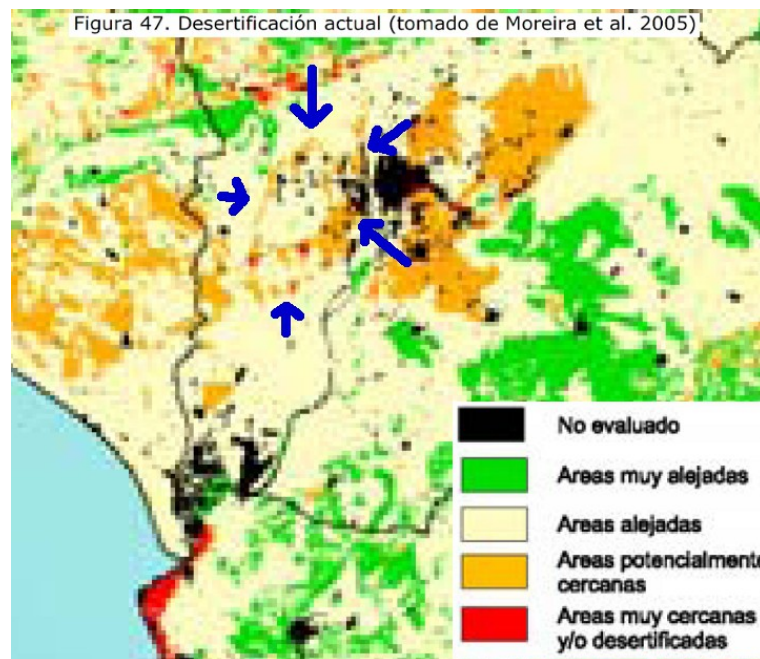 Figura 47. Desertificación actual (tomado de Moreira et al. 2005)
No evaluado
Areas muy alejadas
Areas alejadas
Areas potencialmente
cercanas
Areas muy cercanas
y/o desertificadas